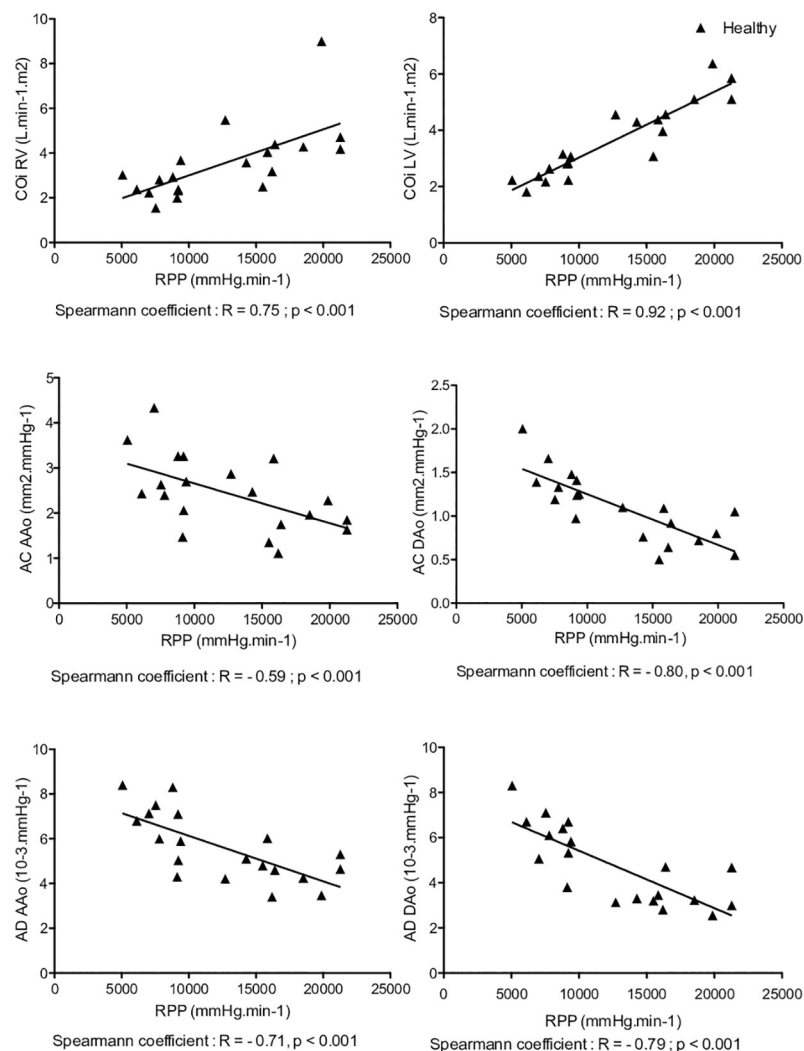 Healthy
COi RV (L.min-1.m2)
10
8
6
4
2
0
0 5000 10000 15000 20000 25000
RPP (mmHg.min-1)
Spearmann coefficient : R = 0.75 ; p < 0.001
COi LV (L.min-1.m2)
8
6
4
2
0
0 5000 10000 15000 20000 25000
RPP (mmHg.min-1)
Spearmann coefficient : R = 0.92 ; p < 0.001
AC AAo (mm2.mmHg-1)
5
4
3
2
1
0
0 5000 10000 15000 20000 25000
RPP (mmHg.min-1)
Spearmann coefficient : R = - 0.59 ; p < 0.001
AC DAo (mm2.mmHg-1)
2.5
2.0
1.5
1.0
0.5
0.0
0 5000 10000 15000 20000 25000
RPP (mmHg.min-1)
Spearmann coefficient : R = - 0.80, p < 0.001
AD AAo (10-3.mmHg-1)
10
8
6
4
2
0
0 5000 10000 15000 20000 25000
RPP (mmHg.min-1)
Spearmann coefficient : R = - 0.71, p < 0.001
AD DAo (10-3.mmHg-1)
10
8
6
4
2
0
0 5000 10000 15000 20000 25000
RPP (mmHg.min-1)
Spearmann coefficient : R = - 0.79 ; p < 0.001